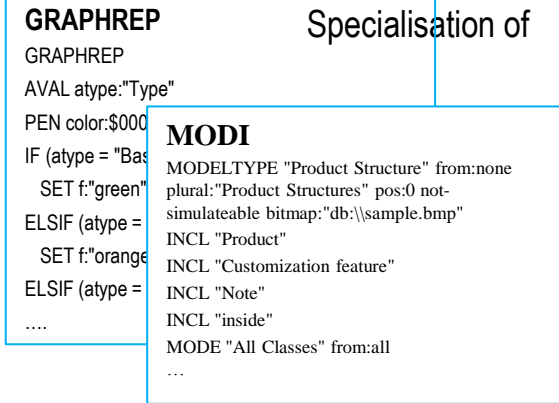 GRAPHREP
Specialisation of
GRAPHREP
AVAL atype:"Type"
PEN color:$000
IF (atype = "Bas
SET f:"green"
ELSIF (atype =
SET f:"orange
ELSIF (atype =
....
MODI
MODELTYPE "Product Structure" from:none
plural:"Product Structures" pos:0 not-
simulateable bitmap:"db:\\sample.bmp"
INCL "Product"
INCL "Customization feature"
INCL "Note"
INCL "inside"
MODE "All Classes" from:all
…